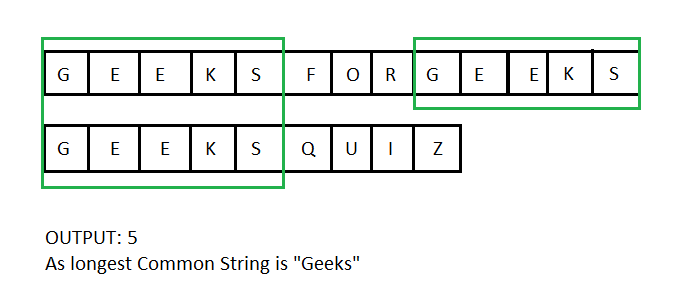 G E E K S F O R G E E K S
G E E K S Q U I Z
OUTPUT: 5
As longest Common String is "Geeks"